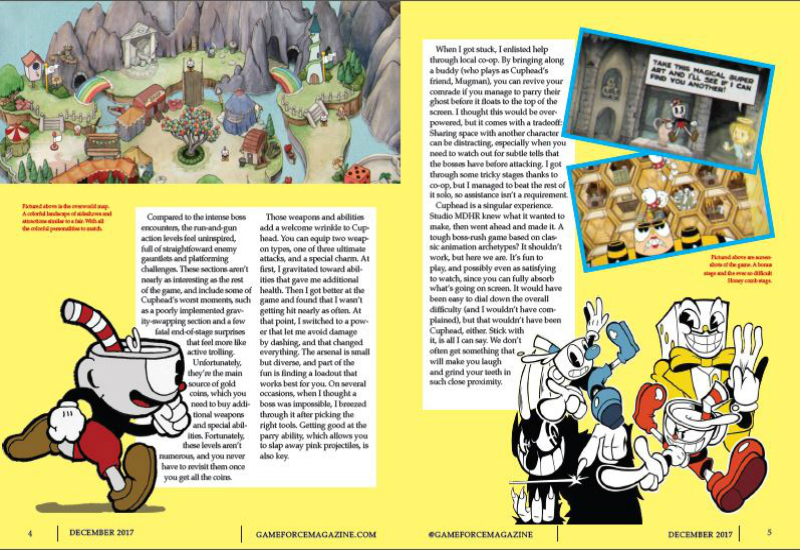 Pictured above is the overworld map.
A colorful landscape of sideshows and
attractions similar to a fair. With all
the colorful personalities to match.
Compared to the intense boss
encounters, the run-and-gun
action levels feel uninspired,
full of straightforward enemy
gauntlets and platforming
challenges. These sections aren't
nearly as interesting as the rest
of the game, and include some of
Cuphead's worst moments, such
as a poorly implemented grav-
ity-swapping section and a few
fatal end-of-stage surprises
that feel more like
active trolling.
Unfortunately,
they're the main
source of gold
coins, which you
need to buy addi-
tional weapons
and special abil-
ities. Fortunately,
these levels aren't
numerous, and you never
have to revisit them once
you get all the coins.
Those weapons and abilities
add a welcome wrinkle to Cup-
head. You can equip two weap-
on types, one of three ultimate
attacks, and a special charm. At
first, I gravitated toward abil-
ities that gave me additional
health. Then I got better at the
game and found that I wasn't
getting hit nearly as often. At
that point, I switched to a pow-
er that let me avoid damage
by dashing, and that changed
everything. The arsenal is small
but diverse, and part of the
fun is finding a loadout that
works best for you. On several
occasions, when I thought a
boss was impossible, I breezed
through it after picking the
right tools. Getting good at the
parry ability, which allows you
to slap away pink projectiles, is
also key.
4
DECEMBER 2017
GAMEFORCEMAGAZINE.COM
When I got stuck, I enlisted help
through local co-op. By bringing along
a buddy (who plays as Cuphead's
friend, Mugman), you can revive your
comrade if you manage to parry their
ghost before it floats to the top of the
screen. I thought this would be over-
powered, but it comes with a tradeoff:
Sharing space with another character
can be distracting, especially when you
need to watch out for subtle tells that
the bosses have before attacking. I got
through some tricky stages thanks to
co-op, but I managed to beat the rest of
it solo, so assistance isn't a requirement.
Cuphead is a singular experience.
Studio MDHR knew what it wanted to
make, then went ahead and made it. A
tough boss-rush game based on clas-
sic animation archetypes? It shouldn't
work, but here we are. It's fun to
play, and possibly even as satisfying
to watch, since you can fully absorb
what's going on screen. It would have
been easy to dial down the overall
difficulty (and I wouldn't have com-
plained), but that wouldn't have been
Cuphead, either. Stick with
it, is all I can say. We don't
often get something that
will make you laugh
and grind your teeth in
such close proximity.
TAKE THIS MAGICAL SUPER
ART AND I'LL SEE IF I CAN
FIND YOU ANOTHER!
Pictured above are screen-
shots of the game. A bonus
stage and the ever so difficult
Honey comb stage.
@GAMEFORCEMAGAZINE
DECEMBER 2017
5